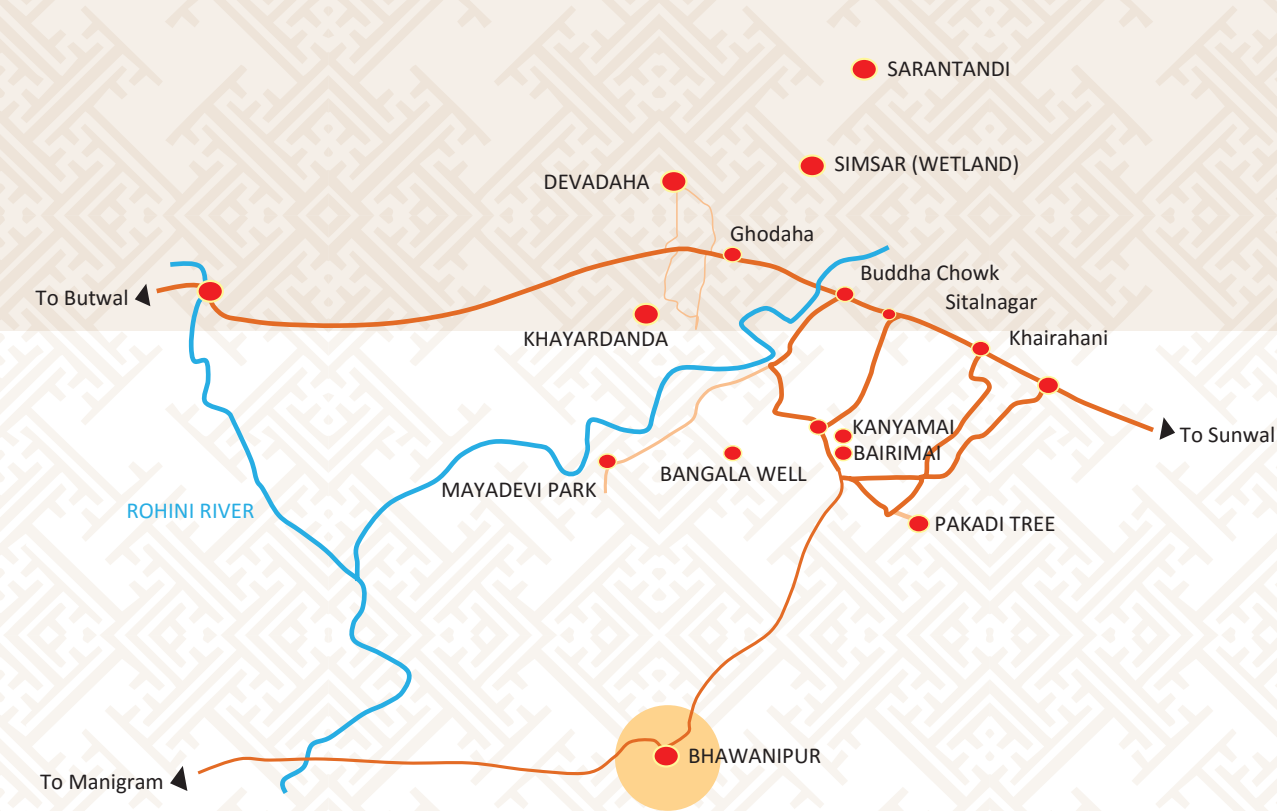 SARANTANDI
SIMSAR (WETLAND)
DEVADAHA
Ghodaha
Buddha Chowk
To Butwal
Sitalnagar
KHAYARDANDA
Khairahani
KANYAMAI
To Sunwal
BAIRIMAI
BANGALA WELL
MAYADEVI PARK
ROHINI RIVER
PAKADI TREE
BHAWANIPUR
To Manigram